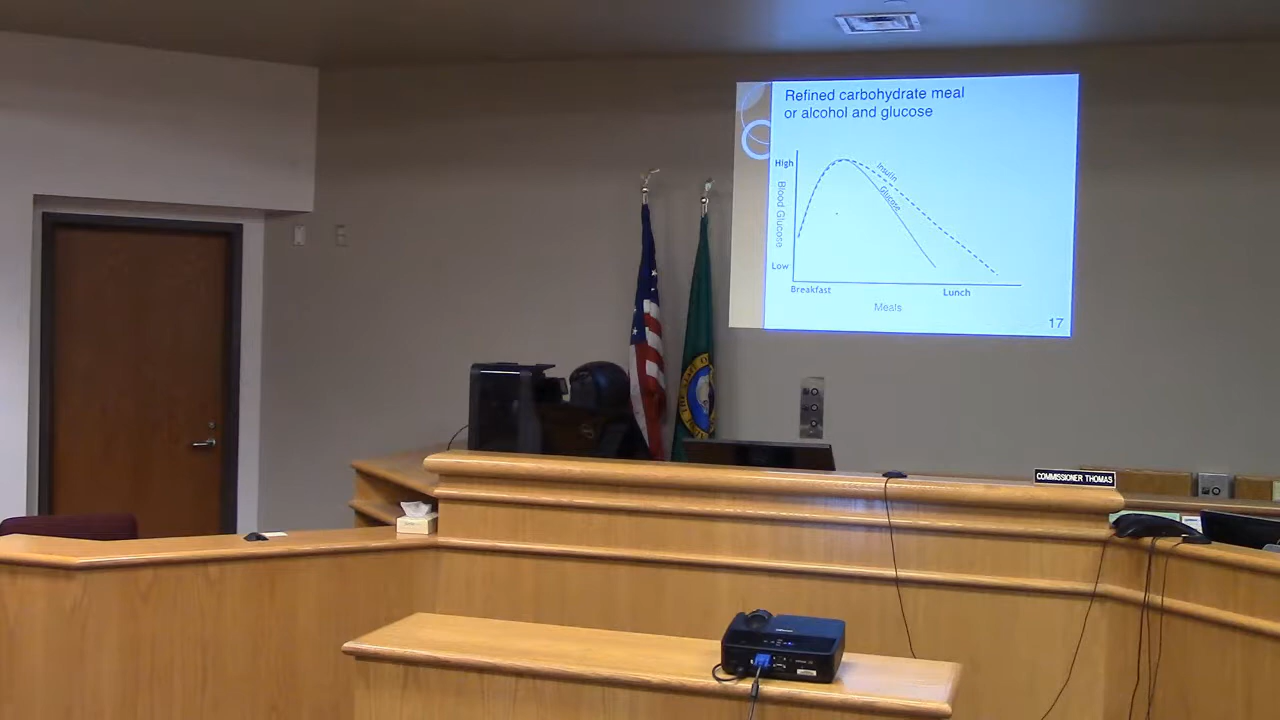 Refined carbohydrate meal
or alcohol and glucose
High
Insulin
Glucose
Blood Glucose
Low
Breakfast
Lunch
Meals
17
COMMISSIONER THOMAS